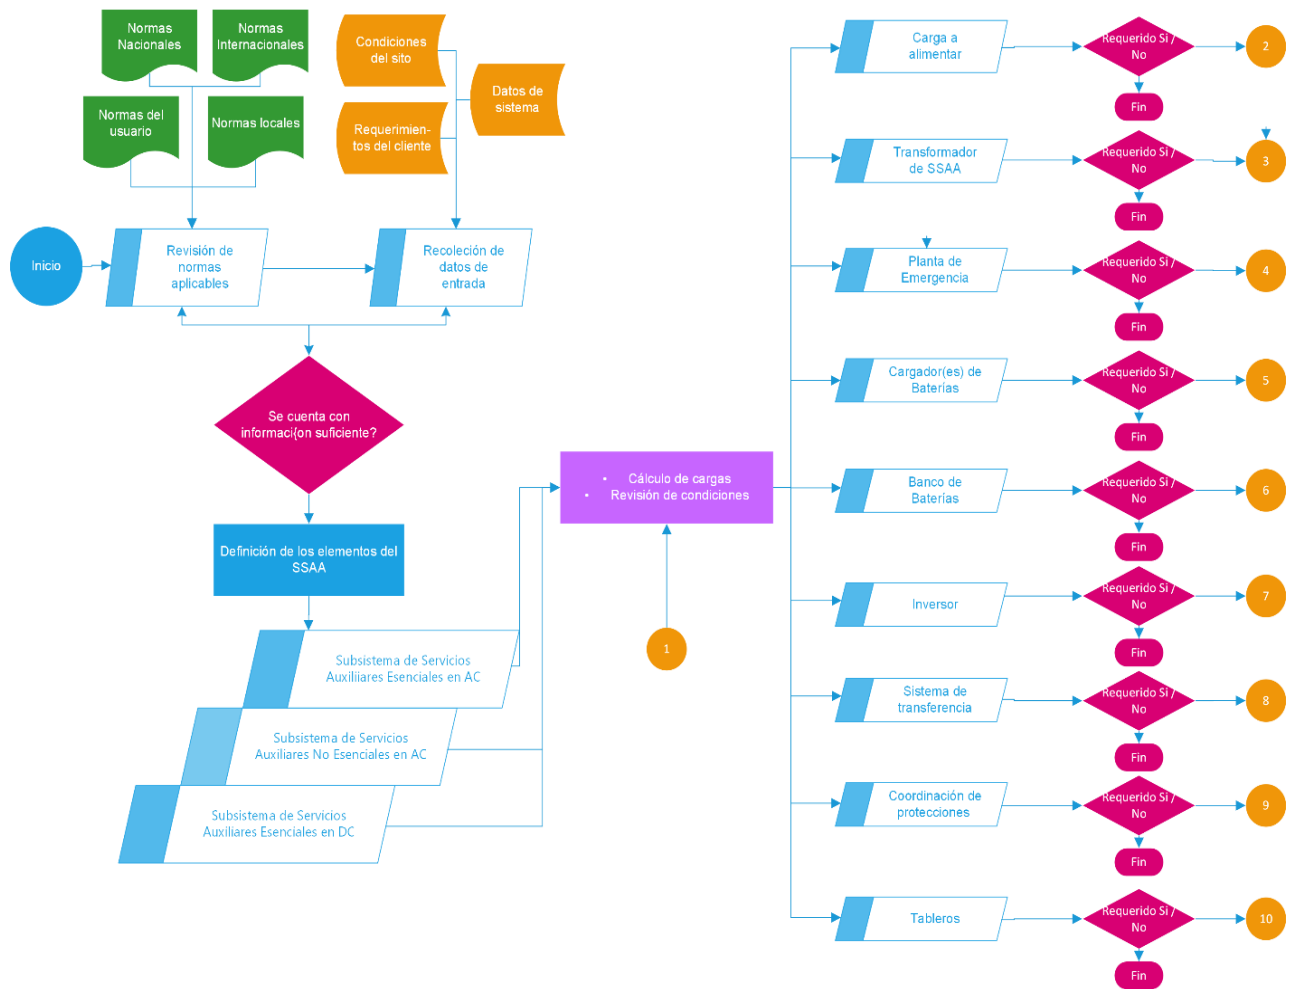 Normas
Nacionales
Normas
Internacionales
Normas del
usuario
Normas locales
Condiciones
del sito
Datos de
sistema
Requerimien-
tos del cliente
Inicio
Revisión de
normas
aplicables
Recoleción de
datos de
entrada
Se cuenta con
informaci{on suficiente?
Definición de los elementos del
SSAA
Subsistema de Servicios
Auxiliiares Esenciales en AC
Subsistema de Servicios
Auxiliares No Esenciales en AC
Subsistema de Servicios
Auxiliares Esenciales en DC
• Cálculo de cargas
• Revisión de condiciones
1
Carga a
alimentar
Requerido Si /
No
2
Fin
Transformador
de SSAA
Requerido Si /
No
3
Fin
Planta de
Emergencia
Requerido Si /
No
4
Fin
Cargador(es) de
Baterías
Requerido Si /
No
5
Fin
Banco de
Baterías
Requerido Si /
No
6
Fin
Inversor
Requerido Si /
No
7
Fin
Sistema de
transferencia
Requerido Si /
No
8
Fin
Coordinación de
protecciones
Requerido Si /
No
9
Fin
Tableros
Requerido Si /
No
10
Fin